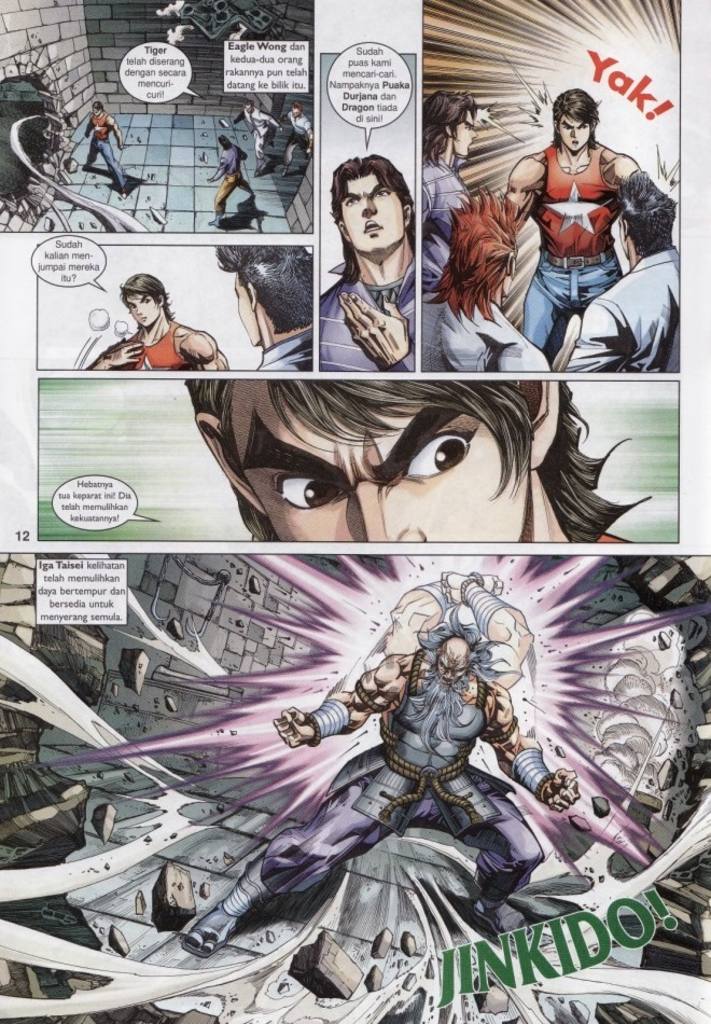 Tiger
telah diserang
dengan secara
mencuri-
curi!
Eagle Wong dan
kedua-dua orang
rakannya pun telah
datang ke bilik itu.
Sudah
puas kami
mencari-cari.
Nampaknya Puaka
Durjana dan
Dragon tiada
di sini!
Yak!
Sudah
kalian men-
jumpai mereka
itu?
Hebatnya
tua keparat ini! Dia
telah memulihkan
kekuatannya!
12
Iga Taisei kelihatan
telah memulihkan
daya bertempur dan
bersedia untuk
menyerang semula.
JINKIDO!